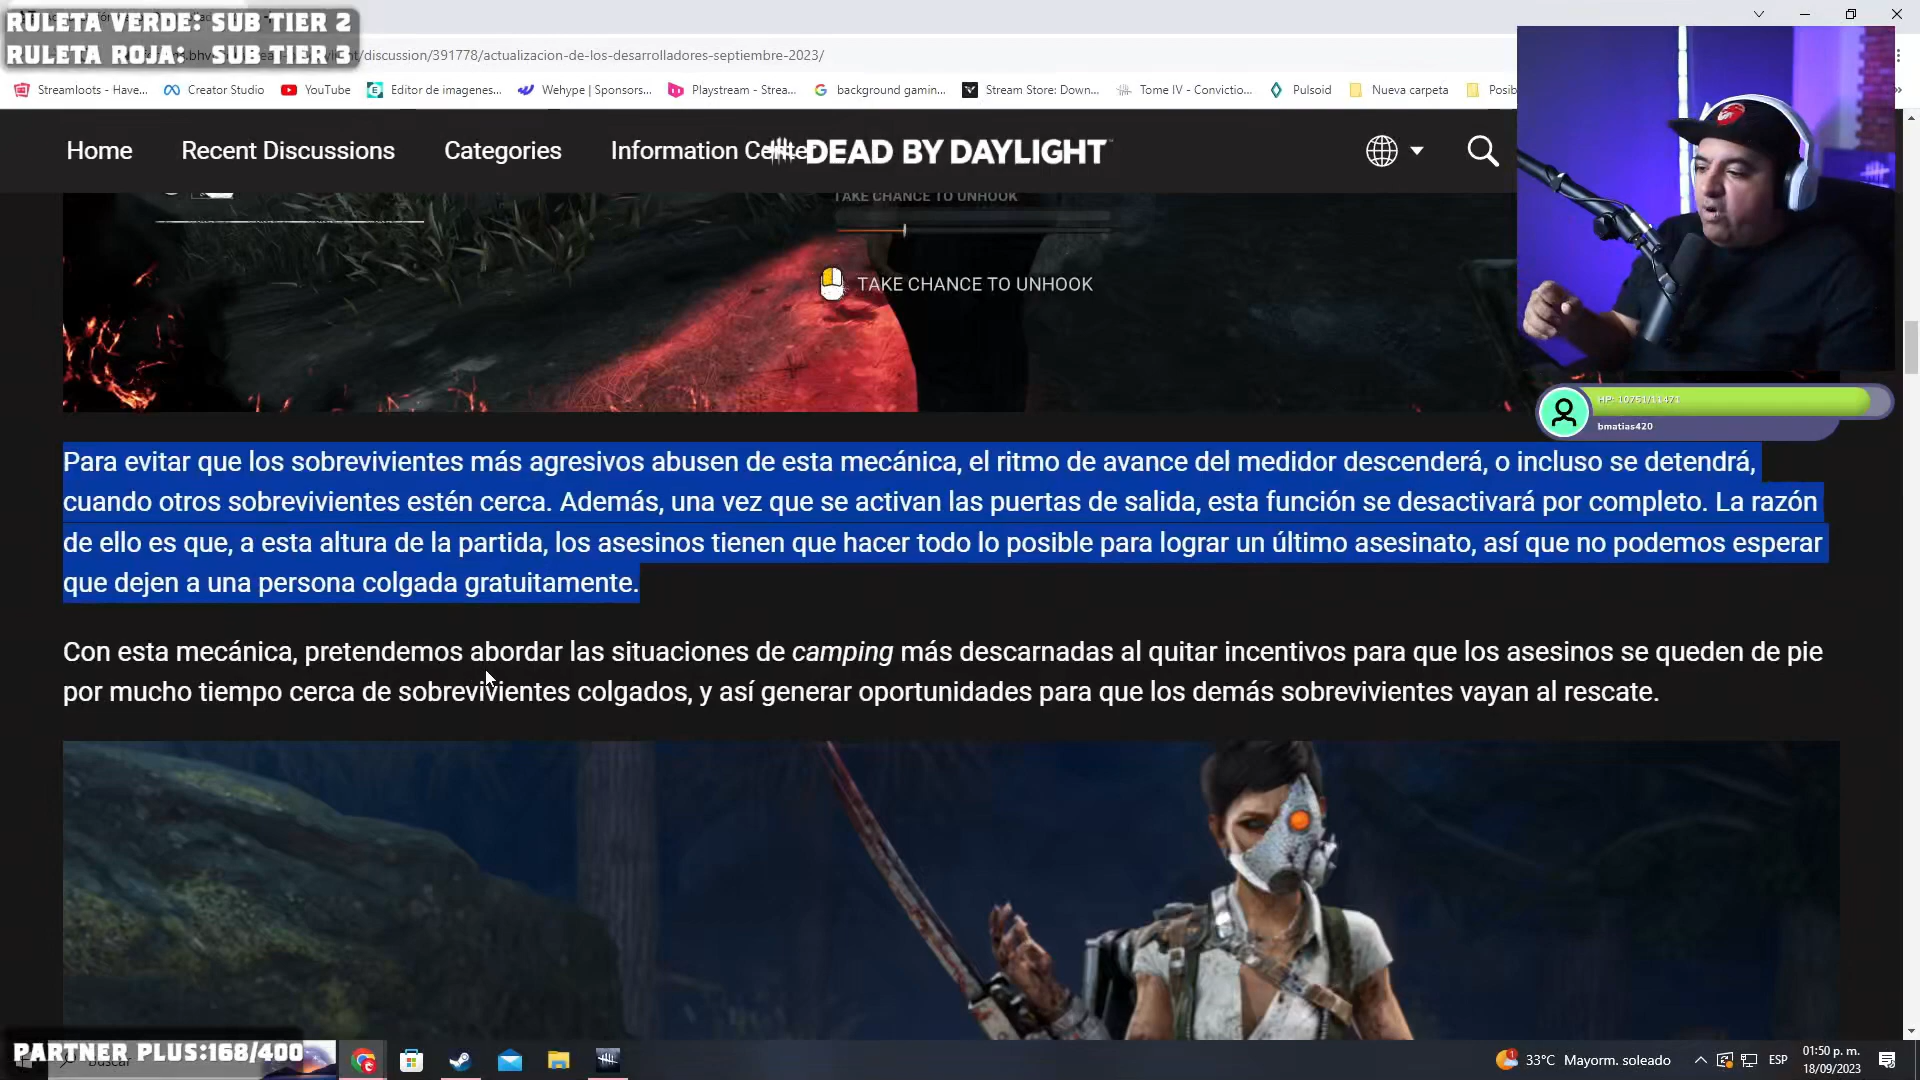 RULETA VERDE: SUB TIER 2
RULETA ROJA: SUB TIER 3
/discussion/391778/actualizacion-de-los-desarrolladores-septiembre-2023/
Streamloots - Have... Creator Studio YouTube Editor de imagenes... Wehype | Sponsors... Playstream - Strea... background gamin... Stream Store: Down... Tome IV - Convictio... Pulsoid Nueva carpeta Posib
Home Recent Discussions Categories Information Center DEAD BY DAYLIGHT
TAKE CHANCE TO UNHOOK
TAKE CHANCE TO UNHOOK
HP: 10751/11471
bmatias420
Para evitar que los sobrevivientes más agresivos abusen de esta mecánica, el ritmo de avance del medidor descenderá, o incluso se detendrá,
cuando otros sobrevivientes estén cerca. Además, una vez que se activan las puertas de salida, esta función se desactivará por completo. La razón
de ello es que, a esta altura de la partida, los asesinos tienen que hacer todo lo posible para lograr un último asesinato, así que no podemos esperar
que dejen a una persona colgada gratuitamente.
Con esta mecánica, pretendemos abordar las situaciones de camping más descarnadas al quitar incentivos para que los asesinos se queden de pie
por mucho tiempo cerca de sobrevivientes colgados, y así generar oportunidades para que los demás sobrevivientes vayan al rescate.
PARTNER PLUS:168/400
Buscar
33°C Mayorm. soleado
ESP
01:50 p. m.
18/09/2023